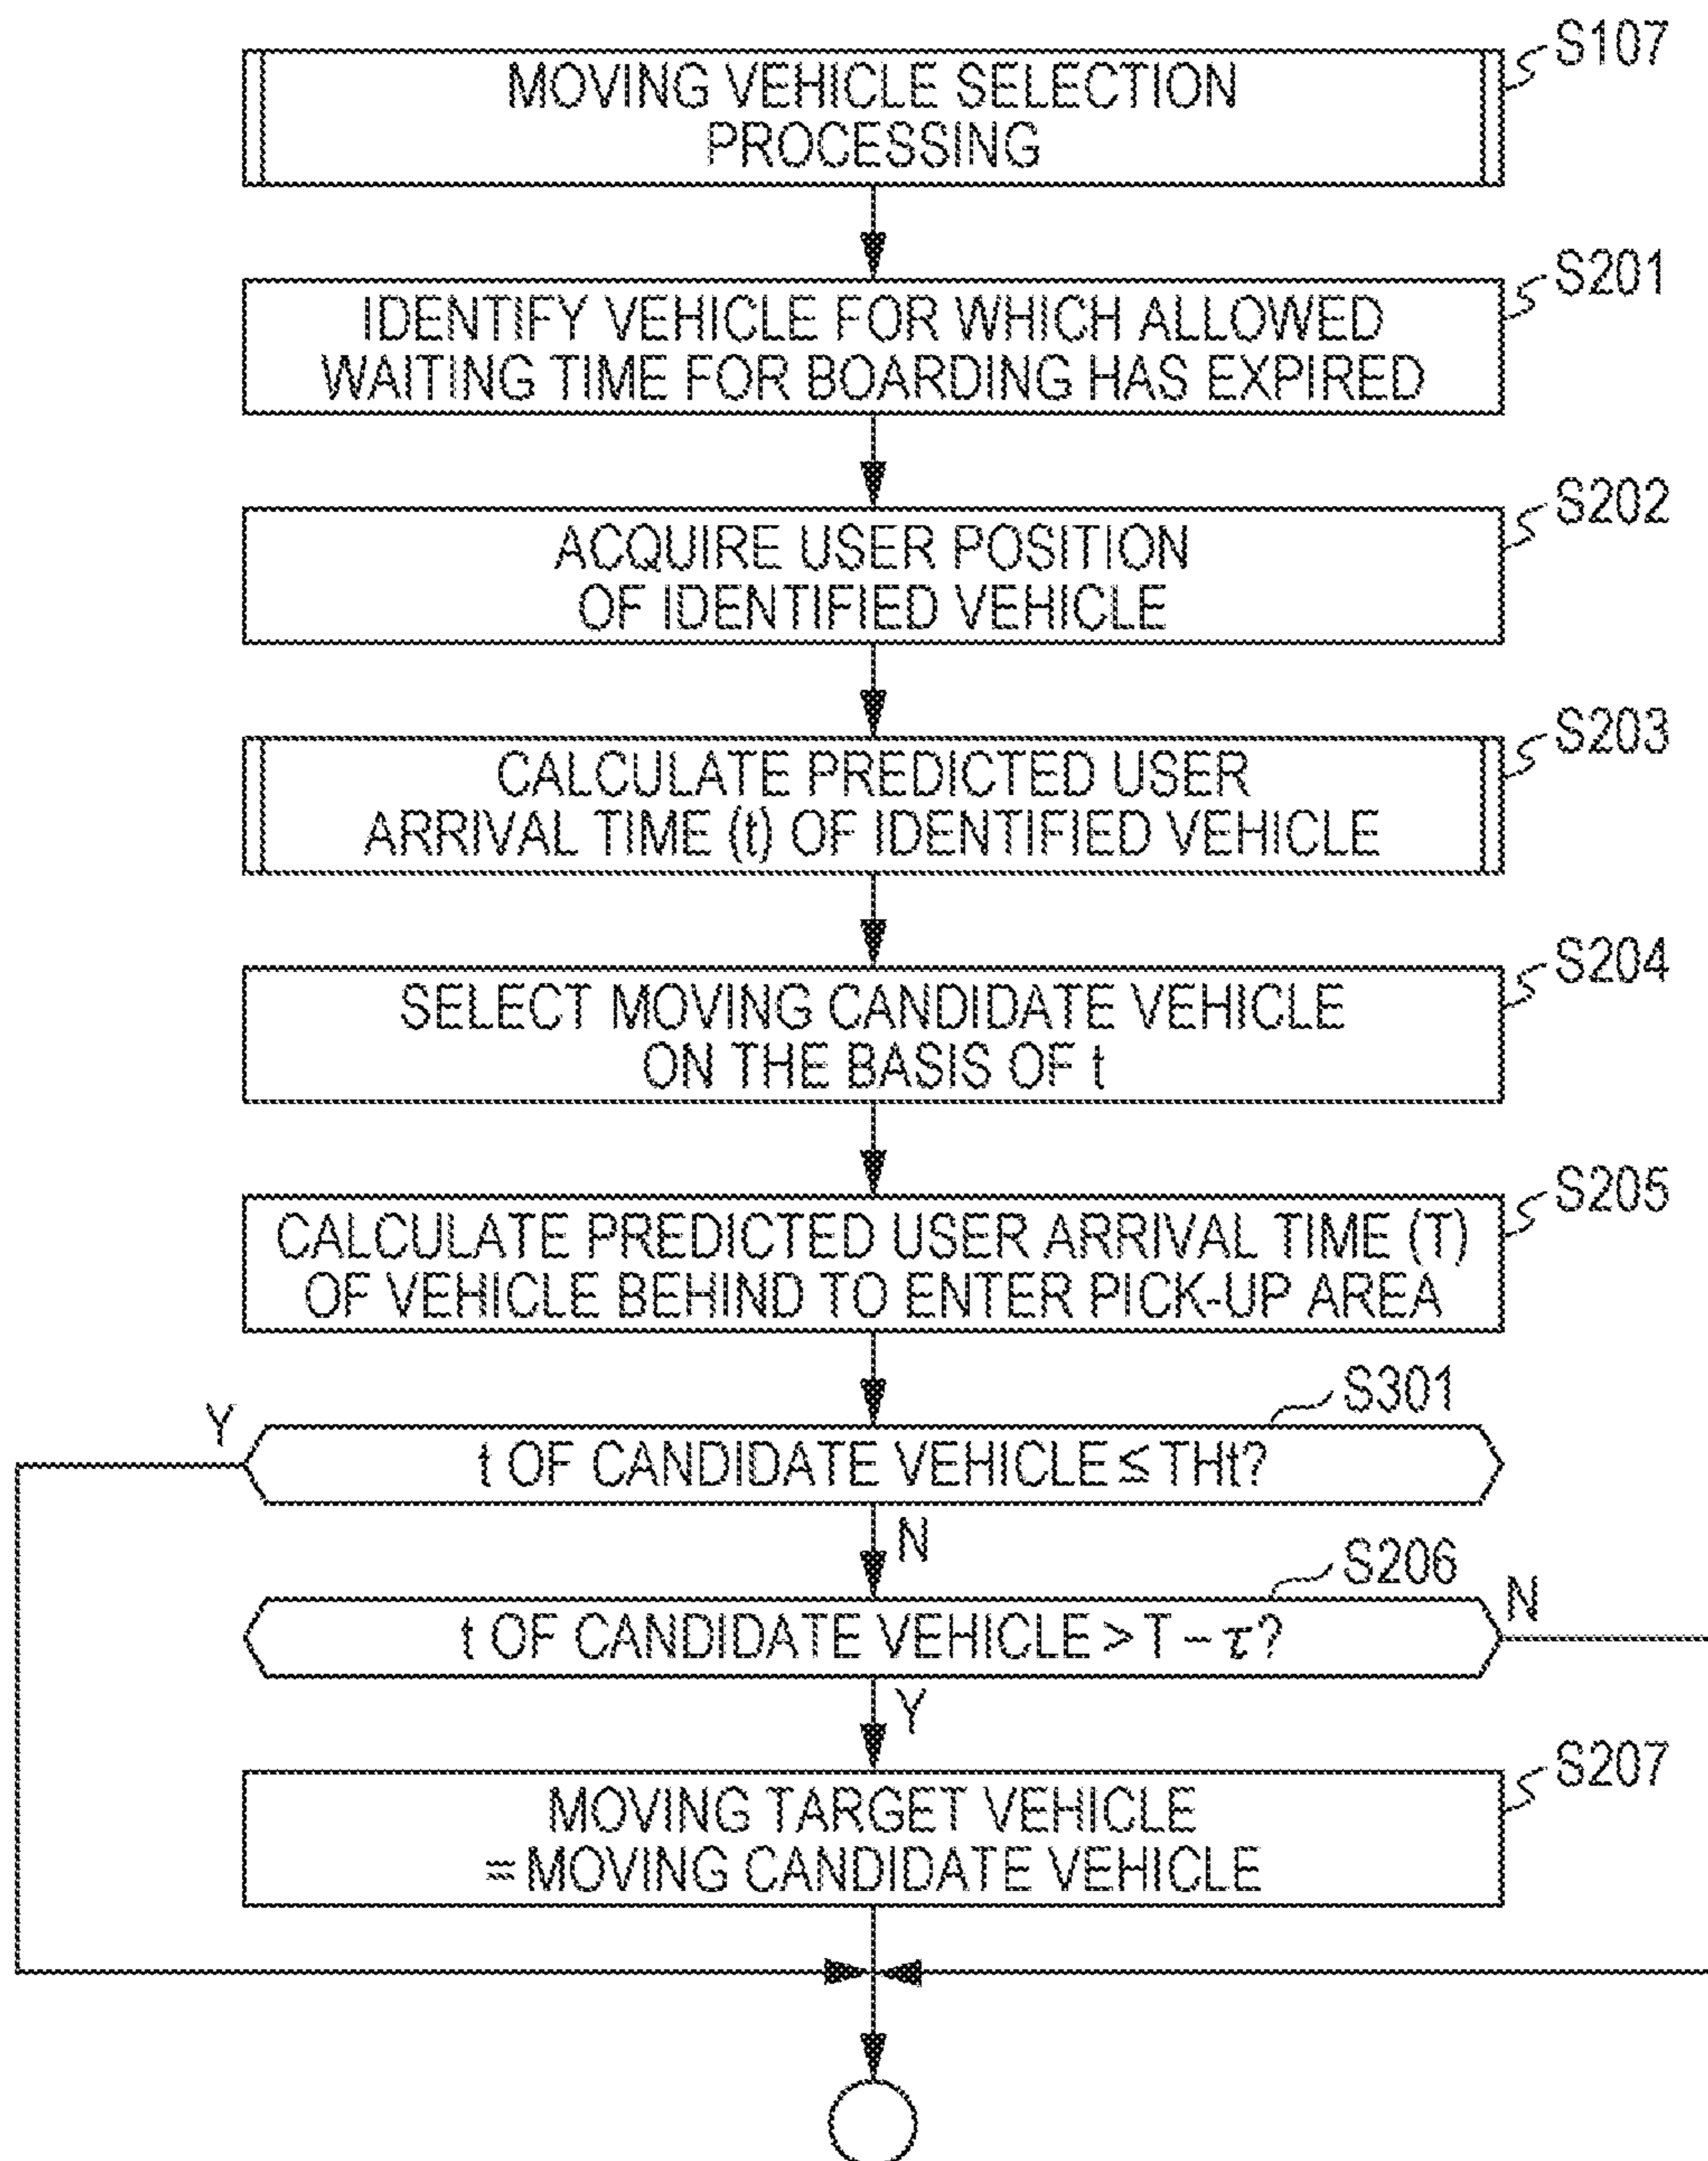 S107
MOVING VEHICLE SELECTION
PROCESSING
S201
IDENTIFY VEHICLE FOR WHICH ALLOWED
WAITING TIME FOR BOARDING HAS EXPIRED
S202
ACQUIRE USER POSITION
OF IDENTIFIED VEHICLE
S203
CALCULATE PREDICTED USER
ARRIVAL TIME (t) OF IDENTIFIED VEHICLE
S204
SELECT MOVING CANDIDATE VEHICLE
ON THE BASIS OF t
S205
CALCULATE PREDICTED USER ARRIVAL TIME (T)
OF VEHICLE BEHIND TO ENTER PICK-UP AREA
S301
Y
t OF CANDIDATE VEHICLE ≤ THt?
N
S206
N
t OF CANDIDATE VEHICLE > T − τ?
Y
S207
MOVING TARGET VEHICLE
= MOVING CANDIDATE VEHICLE